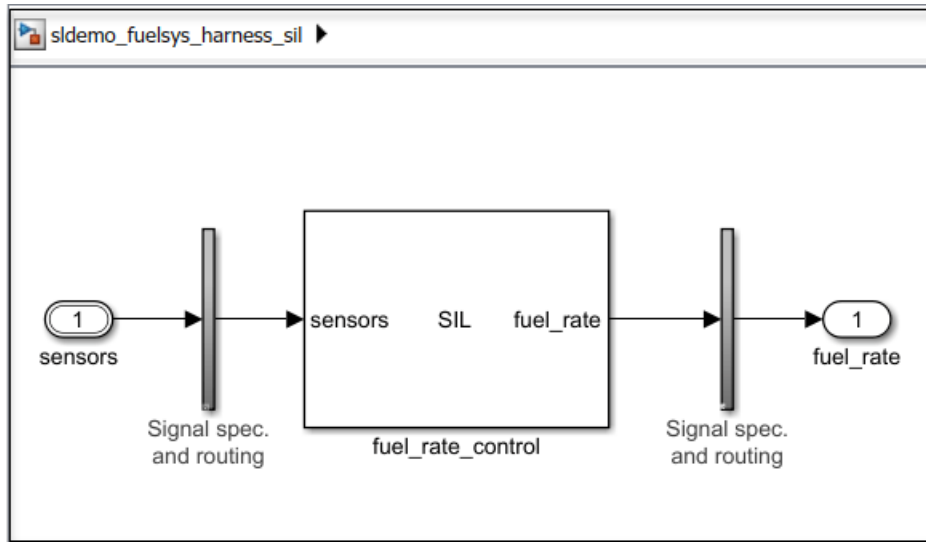 sldemo_fuelsys_harness_sil
1
sensors
Signal spec.
and routing
sensors SIL fuel_rate
fuel_rate_control
Signal spec.
and routing
1
fuel_rate